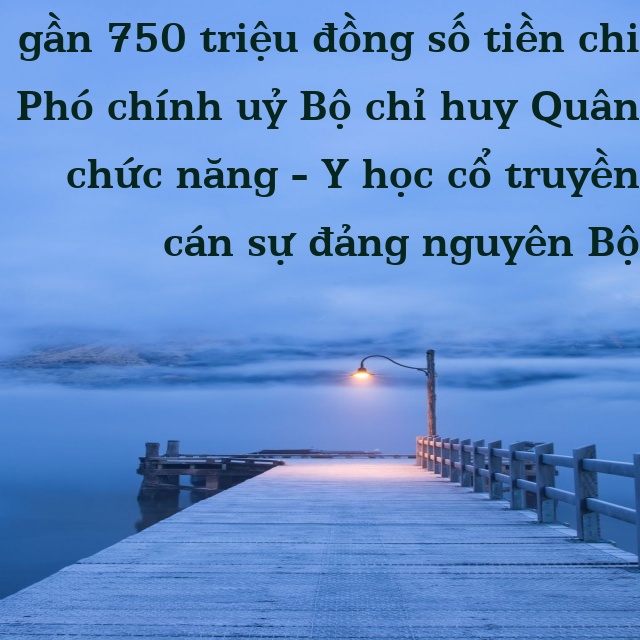 gần 750 triệu đồng số tiền chi
Phó chính uỷ Bộ chỉ huy Quân
chức năng - Y học cổ truyền
cán sự đảng nguyên Bộ